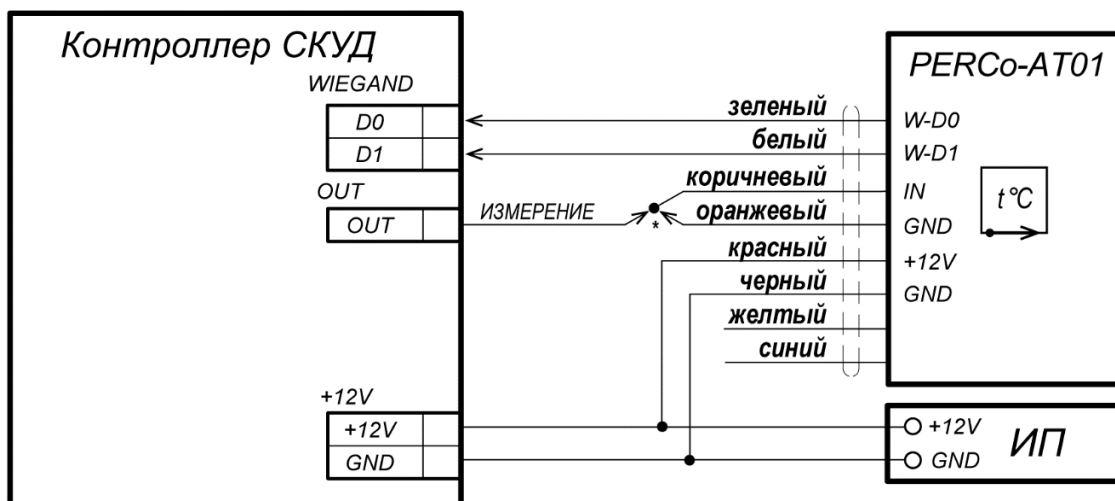 Контроллер СКУД
WIEGAND
D0
D1
OUT
OUT
ИЗМЕРЕНИЕ
*
+12V
+12V
GND
зеленый
белый
коричневый
оранжевый
красный
черный
желтый
синий
PERCo-AT01
W-D0
W-D1
IN
GND
+12V
GND
t°C
+12V
GND
ИП